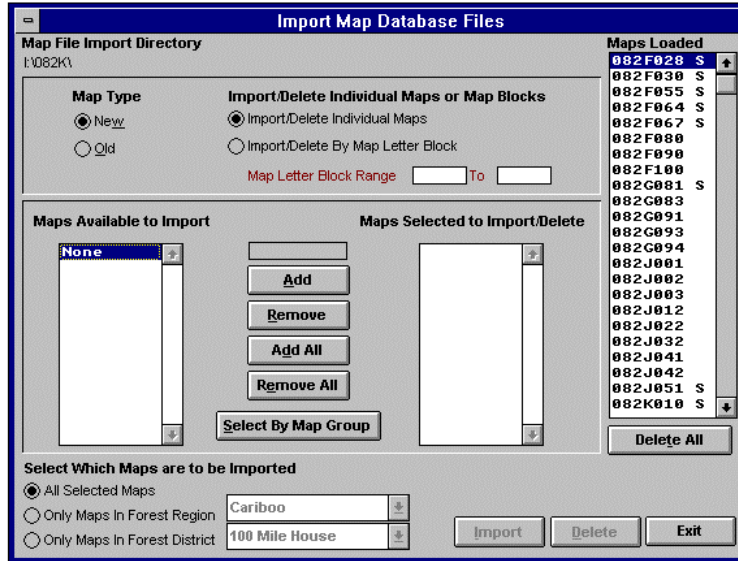 Import Map Database Files
Map File Import Directory
I:\082K\
Map Type
New
Old
Import/Delete Individual Maps or Map Blocks
Import/Delete Individual Maps
Import/Delete By Map Letter Block
Map Letter Block Range To
Maps Available to Import
None
Add
Remove
Add All
Remove All
Select By Map Group
Maps Selected to Import/Delete
Maps Loaded
082F028 S
082F030 S
082F055 S
082F064 S
082F067 S
082F080
082F090
082F100
082G081 S
082G083
082G091
082G093
082G094
082J001
082J002
082J003
082J012
082J022
082J032
082J041
082J042
082J051 S
082K010 S
Delete All
Select Which Maps are to be Imported
All Selected Maps
Only Maps In Forest Region
Cariboo
Only Maps In Forest District
100 Mile House
Import
Delete
Exit